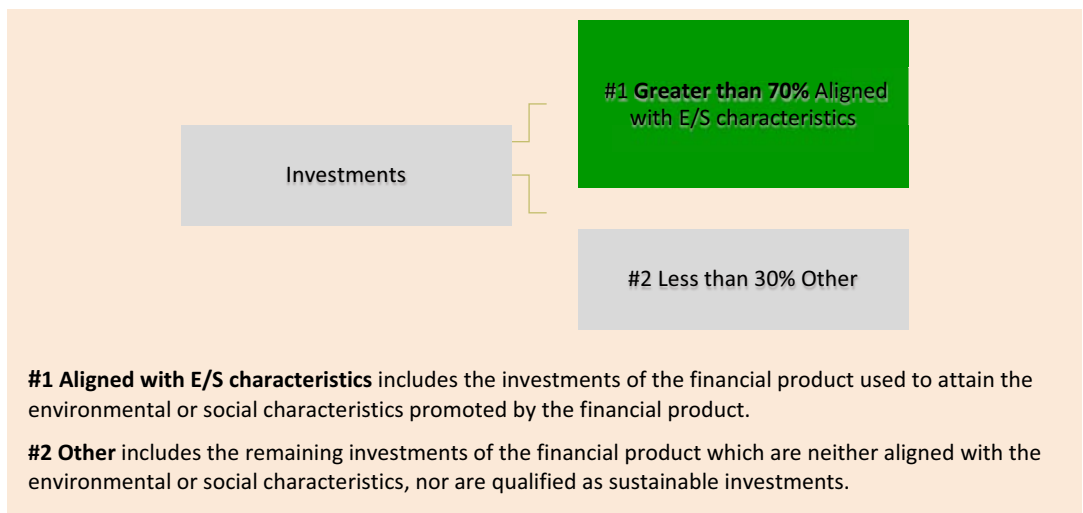 #1 Greater than 70% Aligned
with E/S characteristics
Investments
#2 Less than 30% Other
#1 Aligned with E/S characteristics includes the investments of the financial product used to attain the
environmental or social characteristics promoted by the financial product.
#2 Other includes the remaining investments of the financial product which are neither aligned with the
environmental or social characteristics, nor are qualified as sustainable investments.